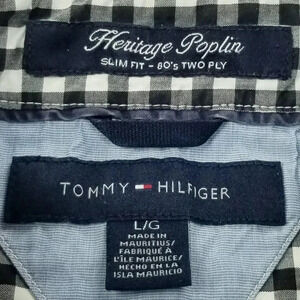 Heritage Poplin
SLIM FIT - 80's TWO PLY
TOMMY HILFIGER
L/G
MADE IN
MAURITIUS/
FABRIQUÉ À
L'ÎLE MAURICE/
HECHO EN LA
ISLA MAURICIO